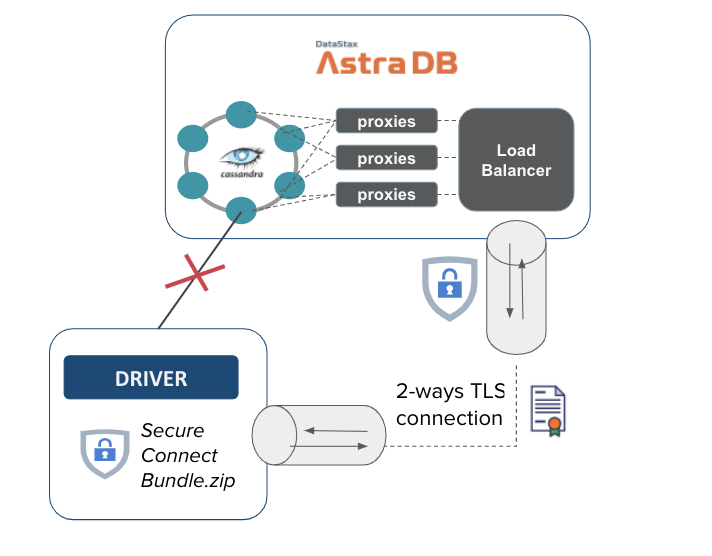 DataStax
Astra DB
proxies
proxies
proxies
Load
Balancer
cassandra
DRIVER
Secure
Connect
Bundle.zip
2-ways TLS
connection